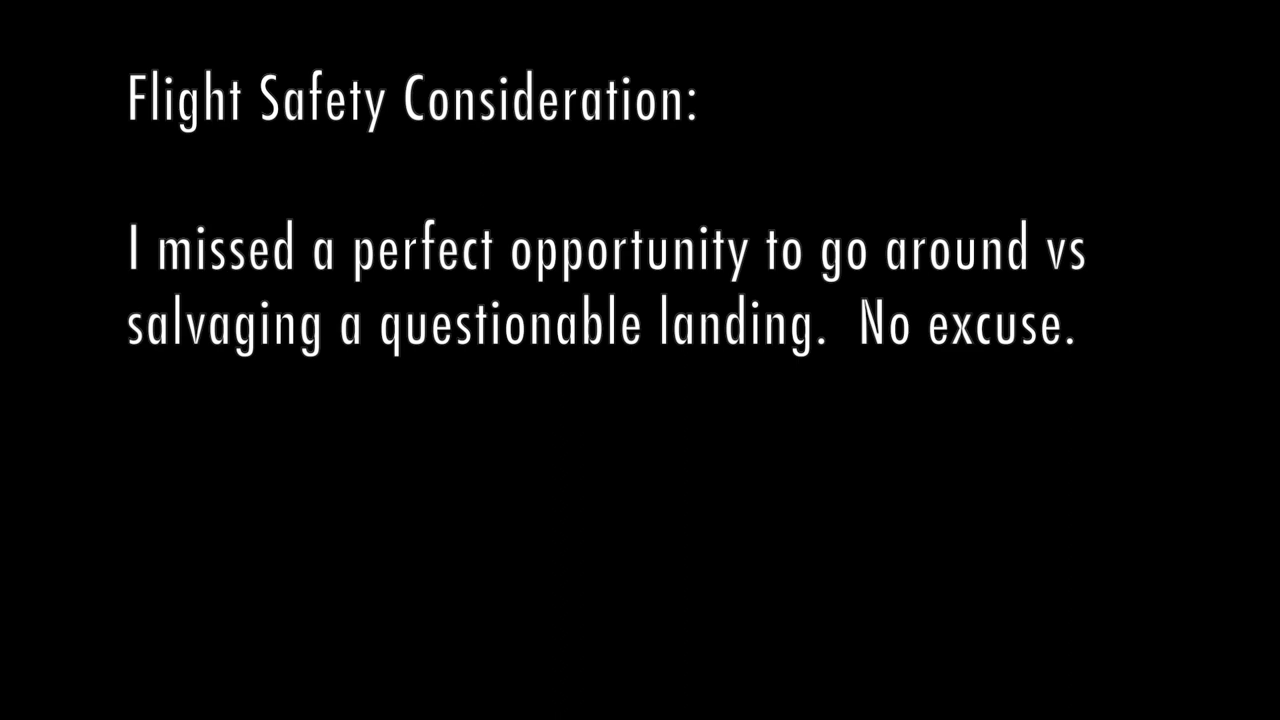 Flight Safety Consideration:
I missed a perfect opportunity to go around vs
salvaging a questionable landing.  No excuse.